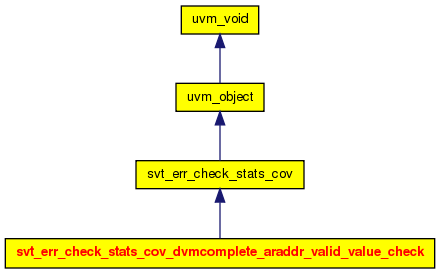 uvm_void
uvm_object
svt_err_check_stats_cov
svt_err_check_stats_cov_dvmcomplete_araddr_valid_value_check